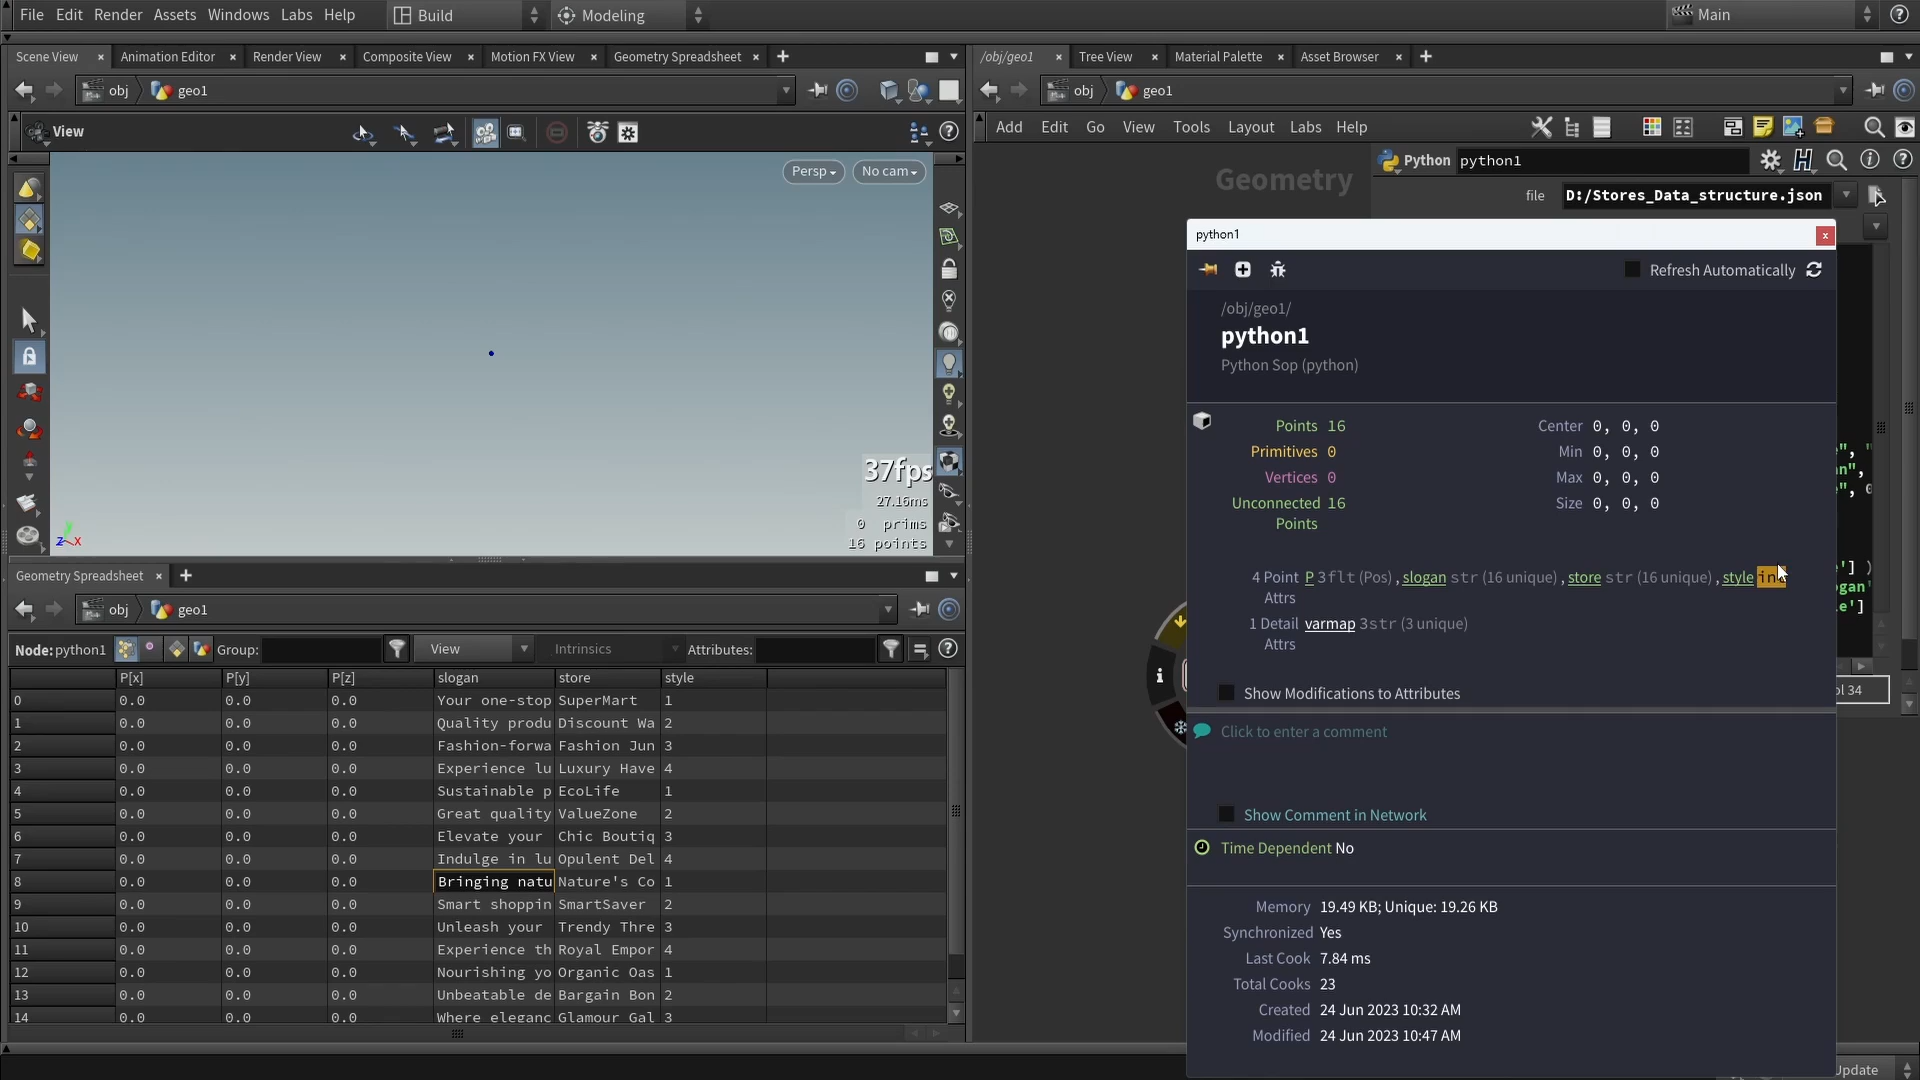 File Edit Render Assets Windows Labs Help Build Modeling Main
Scene View Animation Editor Render View Composite View Motion FX View Geometry Spreadsheet
/obj/geo1 Tree View Material Palette Asset Browser
obj geo1
obj geo1
View
Add Edit Go View Tools Layout Labs Help
Persp No cam
Geometry
Python python1
file D:/Stores_Data_structure.json
python1
Refresh Automatically
/obj/geo1/
python1
Python Sop (python)
Points 16 Center 0, 0, 0
Primitives 0 Min 0, 0, 0
Vertices 0 Max 0, 0, 0
Unconnected 16 Size 0, 0, 0
Points
4 Point P 3flt (Pos) , slogan str (16 unique) , store str (16 unique) , style
Attrs
1 Detail varmap 3str (3 unique)
Attrs
Show Modifications to Attributes
Click to enter a comment
Show Comment in Network
Time Dependent No
Memory 19.49 KB; Unique: 19.26 KB
Synchronized Yes
Last Cook 7.84 ms
Total Cooks 23
Created 24 Jun 2023 10:32 AM
Modified 24 Jun 2023 10:47 AM
37fps
27.16ms
0 prims
16 points
z x y
Geometry Spreadsheet
obj geo1
Node: python1 Group: View Intrinsics Attributes:
P[x] P[y] P[z] slogan store style
0 0.0 0.0 0.0 Your one-stop SuperMart 1
1 0.0 0.0 0.0 Quality produ Discount Wa 2
2 0.0 0.0 0.0 Fashion-forwa Fashion Jun 3
3 0.0 0.0 0.0 Experience lu Luxury Have 4
4 0.0 0.0 0.0 Sustainable p EcoLife 1
5 0.0 0.0 0.0 Great quality ValueZone 2
6 0.0 0.0 0.0 Elevate your Chic Boutiq 3
7 0.0 0.0 0.0 Indulge in lu Opulent Del 4
8 0.0 0.0 0.0 Bringing natu Nature's Co 1
9 0.0 0.0 0.0 Smart shoppin SmartSaver 2
10 0.0 0.0 0.0 Unleash your Trendy Thre 3
11 0.0 0.0 0.0 Experience th Royal Empor 4
12 0.0 0.0 0.0 Nourishing yo Organic Oas 1
13 0.0 0.0 0.0 Unbeatable de Bargain Bon 2
14 0.0 0.0 0.0 Where eleganc Glamour Gal 3
ol 34
Update